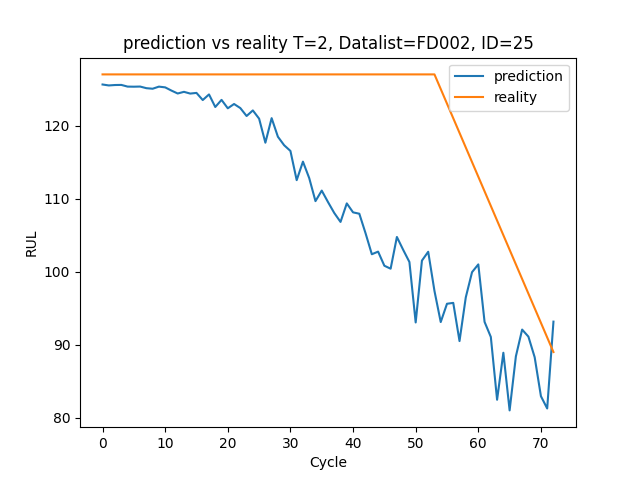 prediction vs reality T=2, Datalist=FD002, ID=25
prediction
reality
RUL
120
110
100
90
80
0 10 20 30 40 50 60 70
Cycle